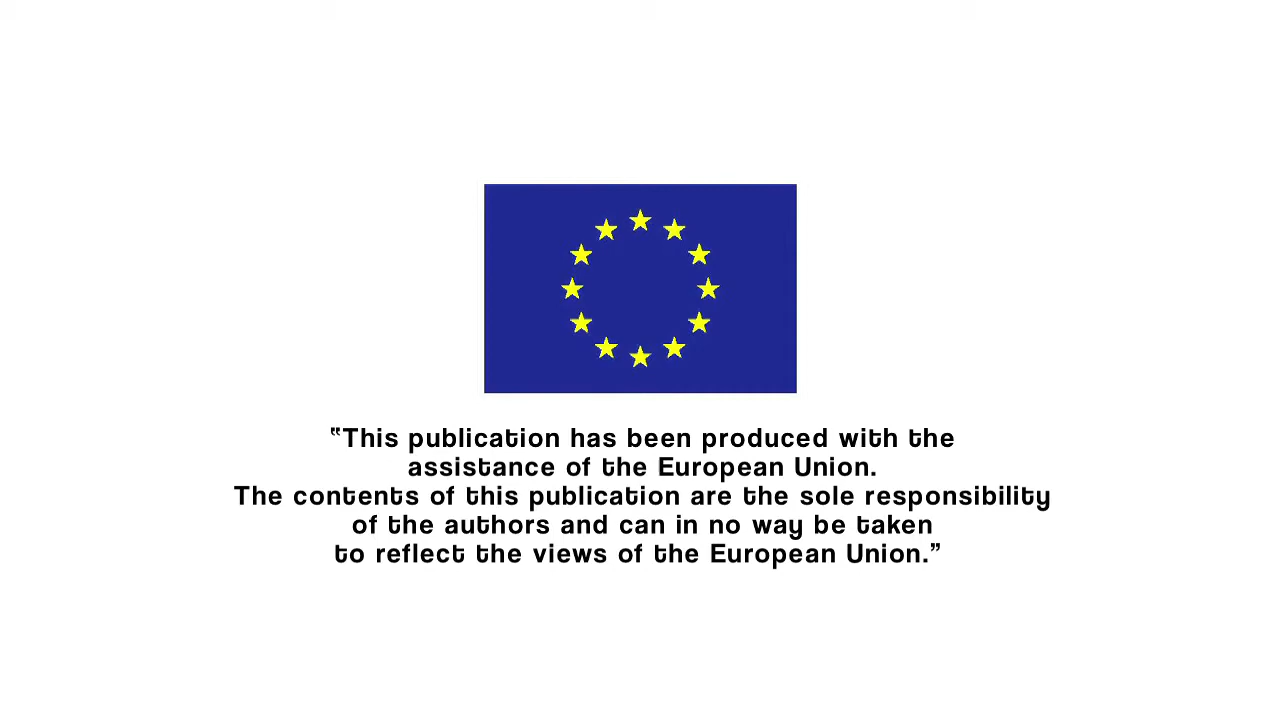 “This publication has been produced with the
assistance of the European Union.
The contents of this publication are the sole responsibility
of the authors and can in no way be taken
to reflect the views of the European Union.”